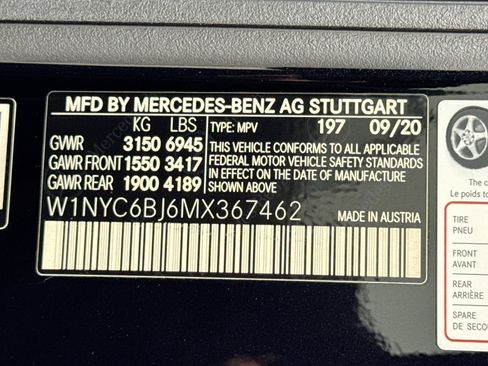 MFD BY MERCEDES-BENZ AG STUTTGART
KG LBS TYPE: MPV 197 09/20
GVWR 3150 6945
GAWR FRONT 1550 3417
GAWR REAR 1900 4189
THIS VEHICLE CONFORMS TO ALL APPLICABLE
FEDERAL MOTOR VEHICLE SAFETY STANDARDS
IN EFFECT ON THE DATE OF MANUFACTURE
SHOWN ABOVE.
W1NYC6BJ6MX367462 MADE IN AUSTRIA
The c
Le poids to
TIRE
PNEU
FRONT
AVANT
REAR
ARRIÈRE
SPARE
DE SECO